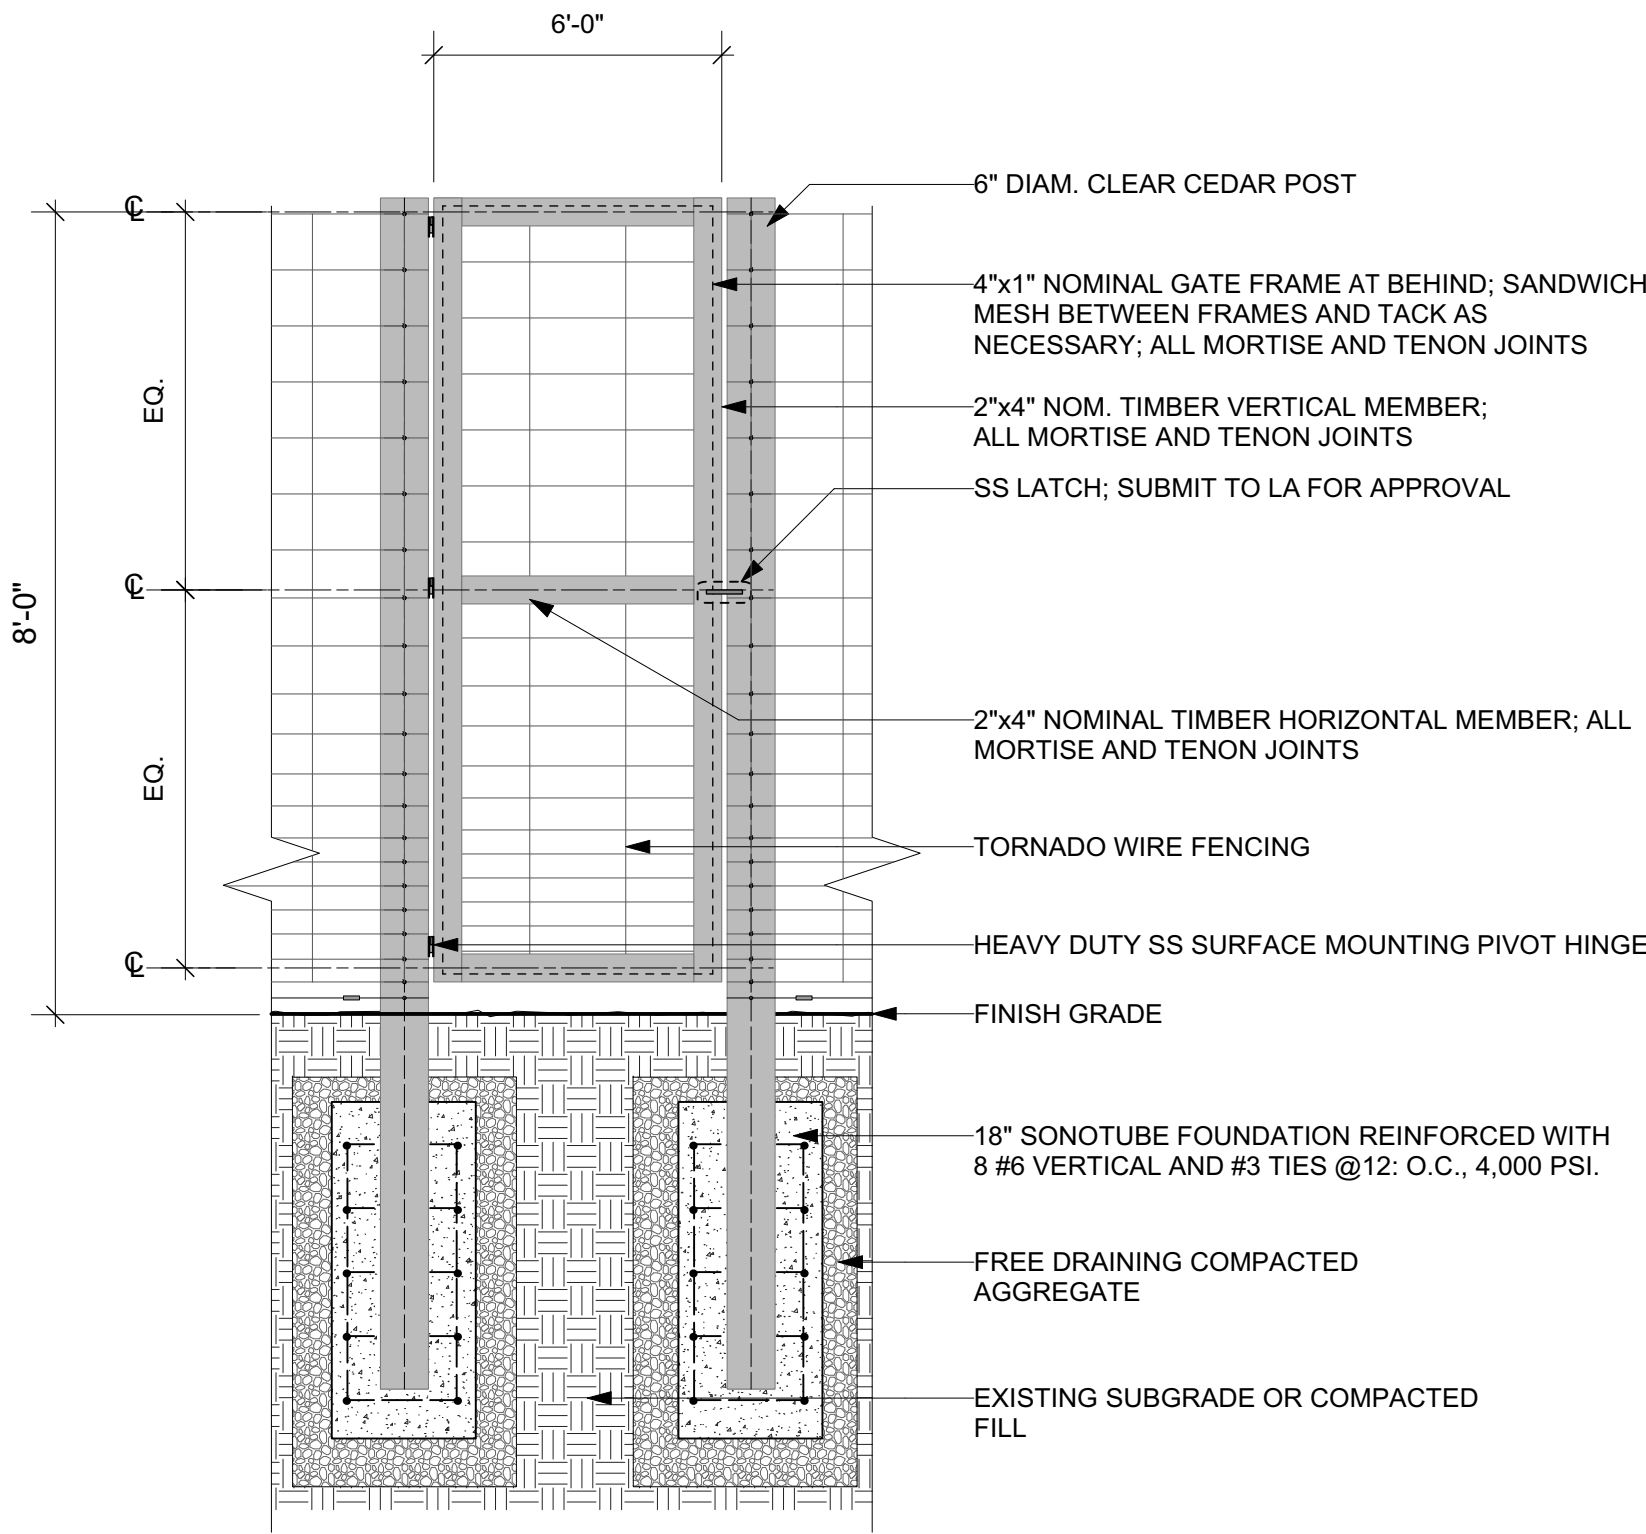 6'-0"
6" DIAM. CLEAR CEDAR POST
℄
4"x1" NOMINAL GATE FRAME AT BEHIND; SANDWICH
MESH BETWEEN FRAMES AND TACK AS
NECESSARY; ALL MORTISE AND TENON JOINTS
EQ.
2"x4" NOM. TIMBER VERTICAL MEMBER;
ALL MORTISE AND TENON JOINTS
SS LATCH; SUBMIT TO LA FOR APPROVAL
℄
8'-0"
2"x4" NOMINAL TIMBER HORIZONTAL MEMBER; ALL
MORTISE AND TENON JOINTS
EQ.
TORNADO WIRE FENCING
HEAVY DUTY SS SURFACE MOUNTING PIVOT HINGE
℄
FINISH GRADE
18" SONOTUBE FOUNDATION REINFORCED WITH
8 #6 VERTICAL AND #3 TIES @12: O.C., 4,000 PSI.
FREE DRAINING COMPACTED
AGGREGATE
EXISTING SUBGRADE OR COMPACTED
FILL